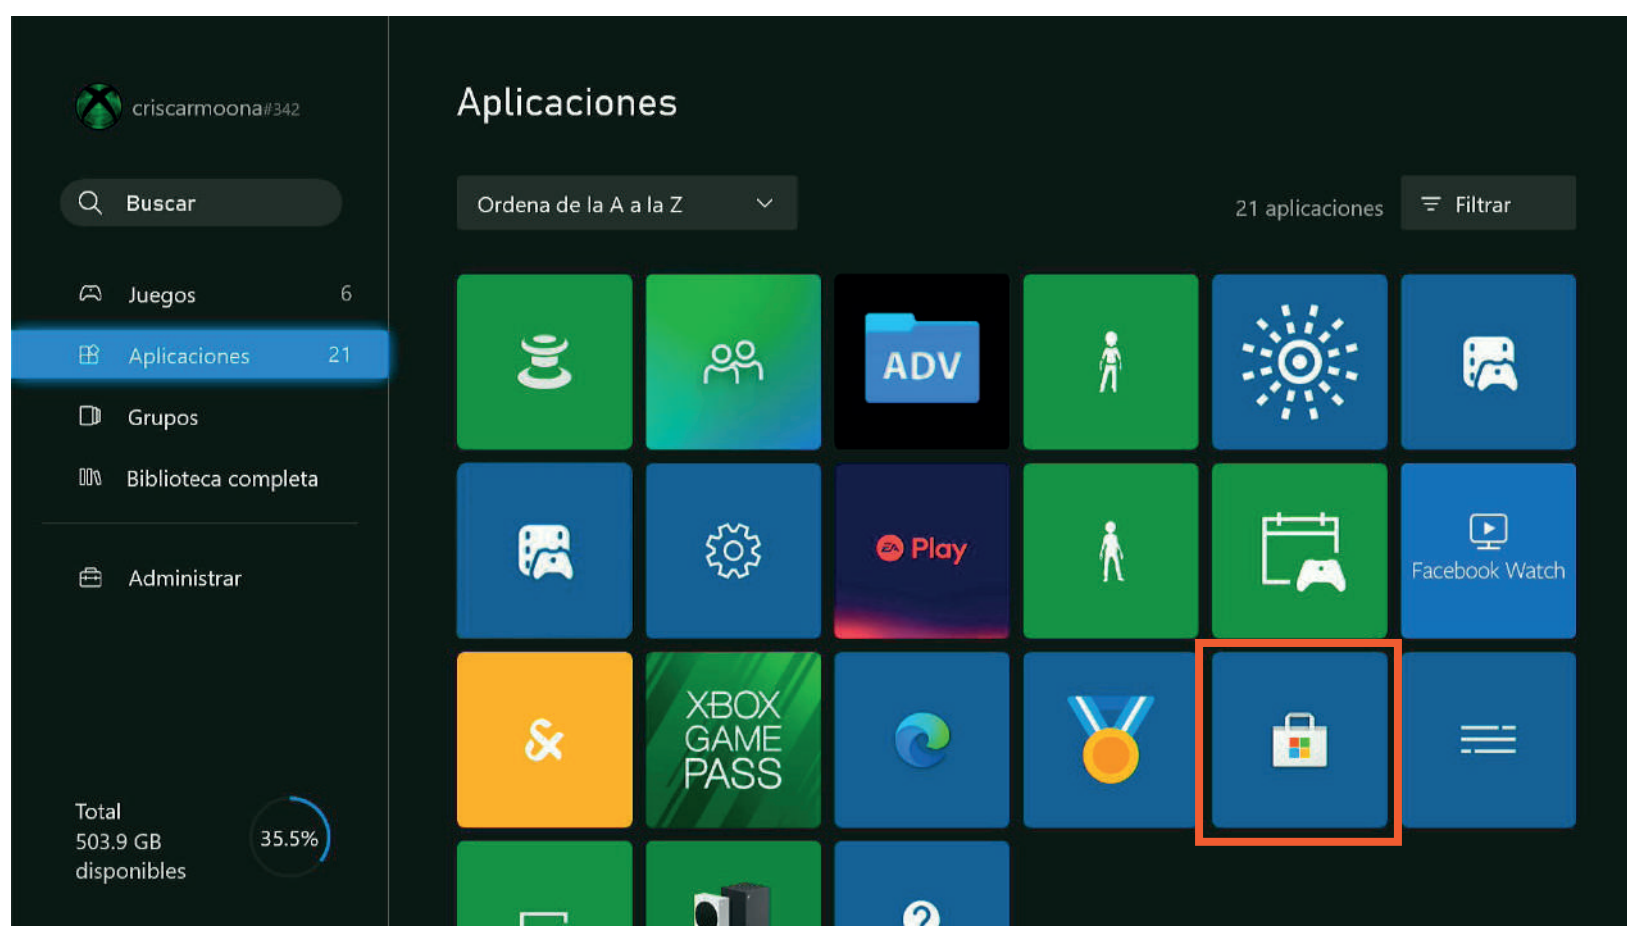 criscarmoona#342
Buscar
Juegos 6
Aplicaciones 21
Grupos
Biblioteca completa
Administrar
Total
503.9 GB
disponibles
35.5%
Aplicaciones
Ordena de la A a la Z
21 aplicaciones
Filtrar
ADV
EA Play
Facebook Watch
&
XBOX
GAME
PASS
?